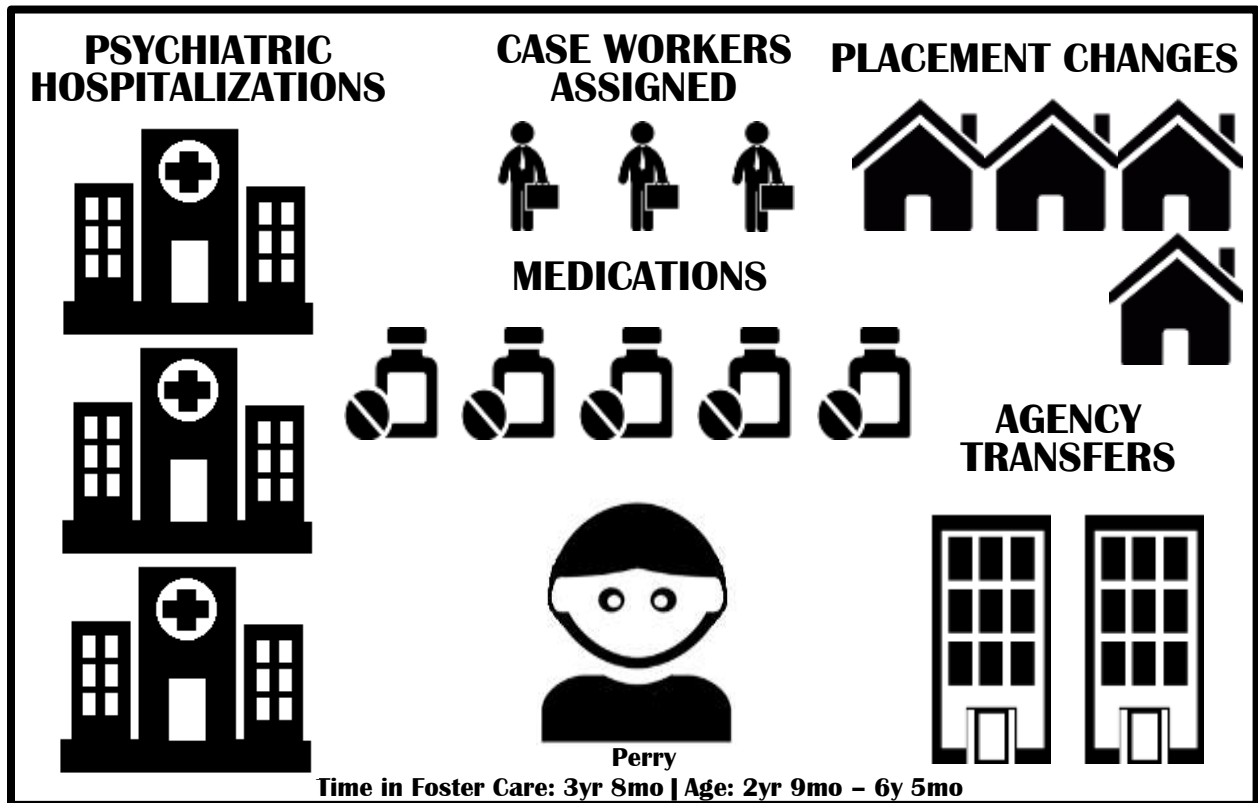 PSYCHIATRIC
HOSPITALIZATIONS
CASE WORKERS
ASSIGNED
PLACEMENT CHANGES
MEDICATIONS
AGENCY
TRANSFERS
Perry
Time in Foster Care: 3yr 8mo | Age: 2yr 9mo – 6y 5mo